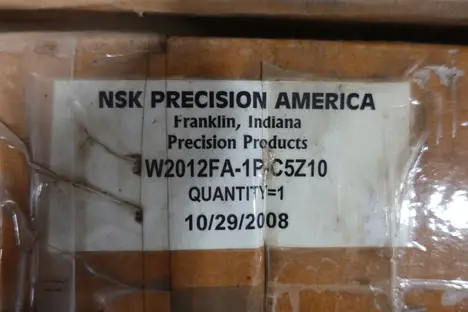 NSK PRECISION AMERICA
Franklin, Indiana
Precision Products
W2012FA-1P-C5Z10
QUANTITY=1
10/29/2008